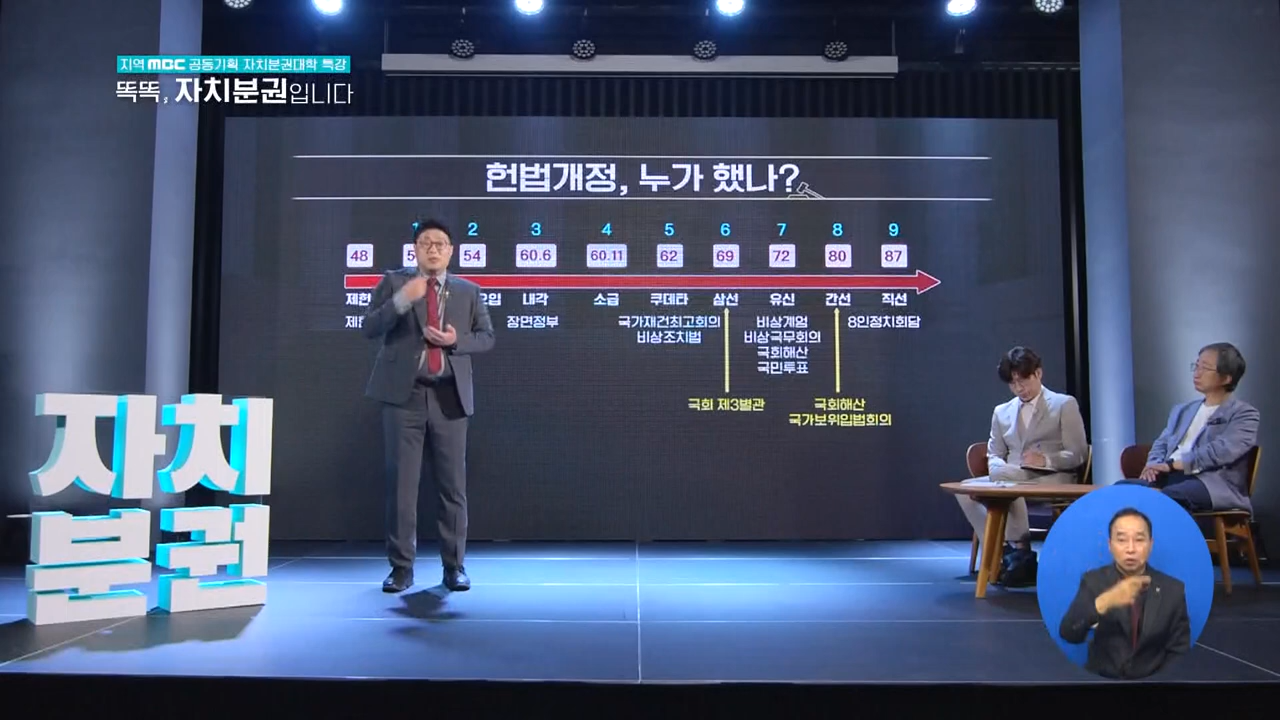 지역 MBC 공동기획 자치분권대학 특강
똑똑, 자치분권입니다
헌법개정, 누가 했나?
2 3 4 5 6 7 8 9
48 54 60.6 60.11 62 69 72 80 87
내각 소급 쿠데타 삼선 유신 간선 직선
장면정부 국가재건최고회의 비상계엄 8인정치회담
비상조치법 비상국무회의
국회해산
국민투표
국회 제3별관 국회해산
국가보위입법회의
자치
분권